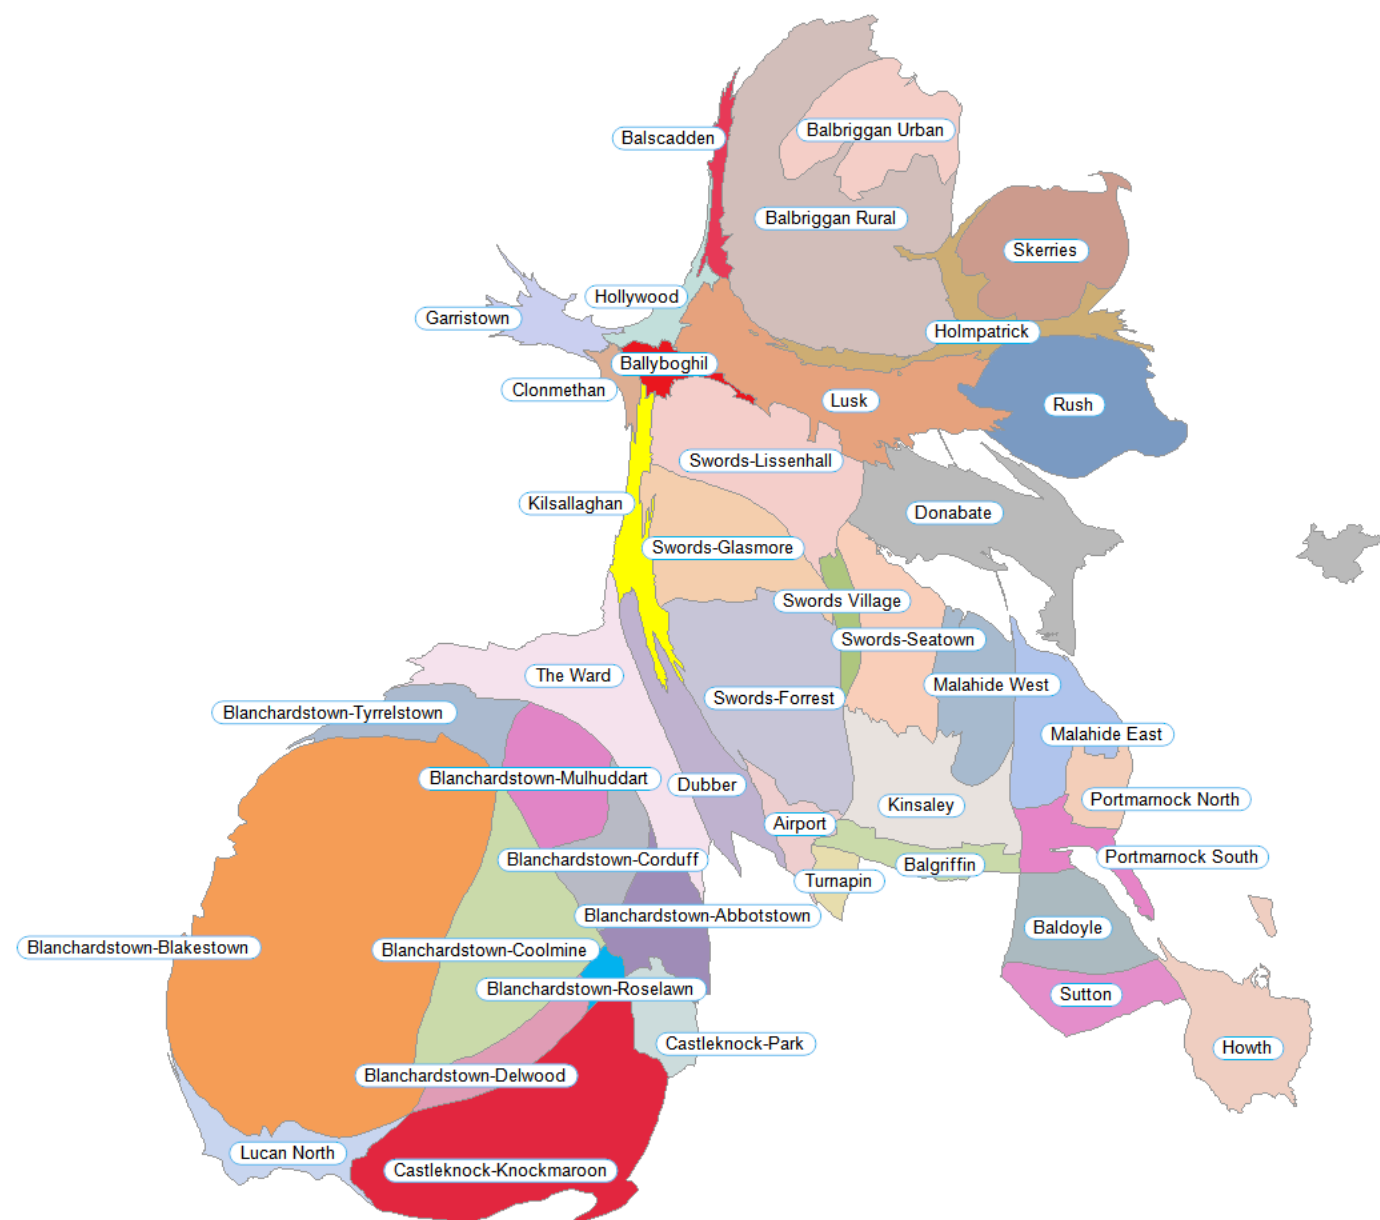 Balbriggan Urban
Balscadden
Balbriggan Rural
Skerries
Hollywood
Garristown
Holmpatrick
Ballyboghil
Clonmethan
Lusk
Rush
Swords-Lissenhall
Kilsallaghan
Donabate
Swords-Glasmore
Swords Village
Swords-Seatown
The Ward
Malahide West
Swords-Forrest
Blanchardstown-Tyrrelstown
Malahide East
Blanchardstown-Mulhuddart
Dubber
Portmarnock North
Kinsaley
Airport
Portmarnock South
Blanchardstown-Corduff
Balgriffin
Turnapin
Blanchardstown-Abbotstown
Baldoyle
Blanchardstown-Blakestown
Blanchardstown-Coolmine
Blanchardstown-Roselawn
Sutton
Castleknock-Park
Howth
Blanchardstown-Delwood
Lucan North
Castleknock-Knockmaroon